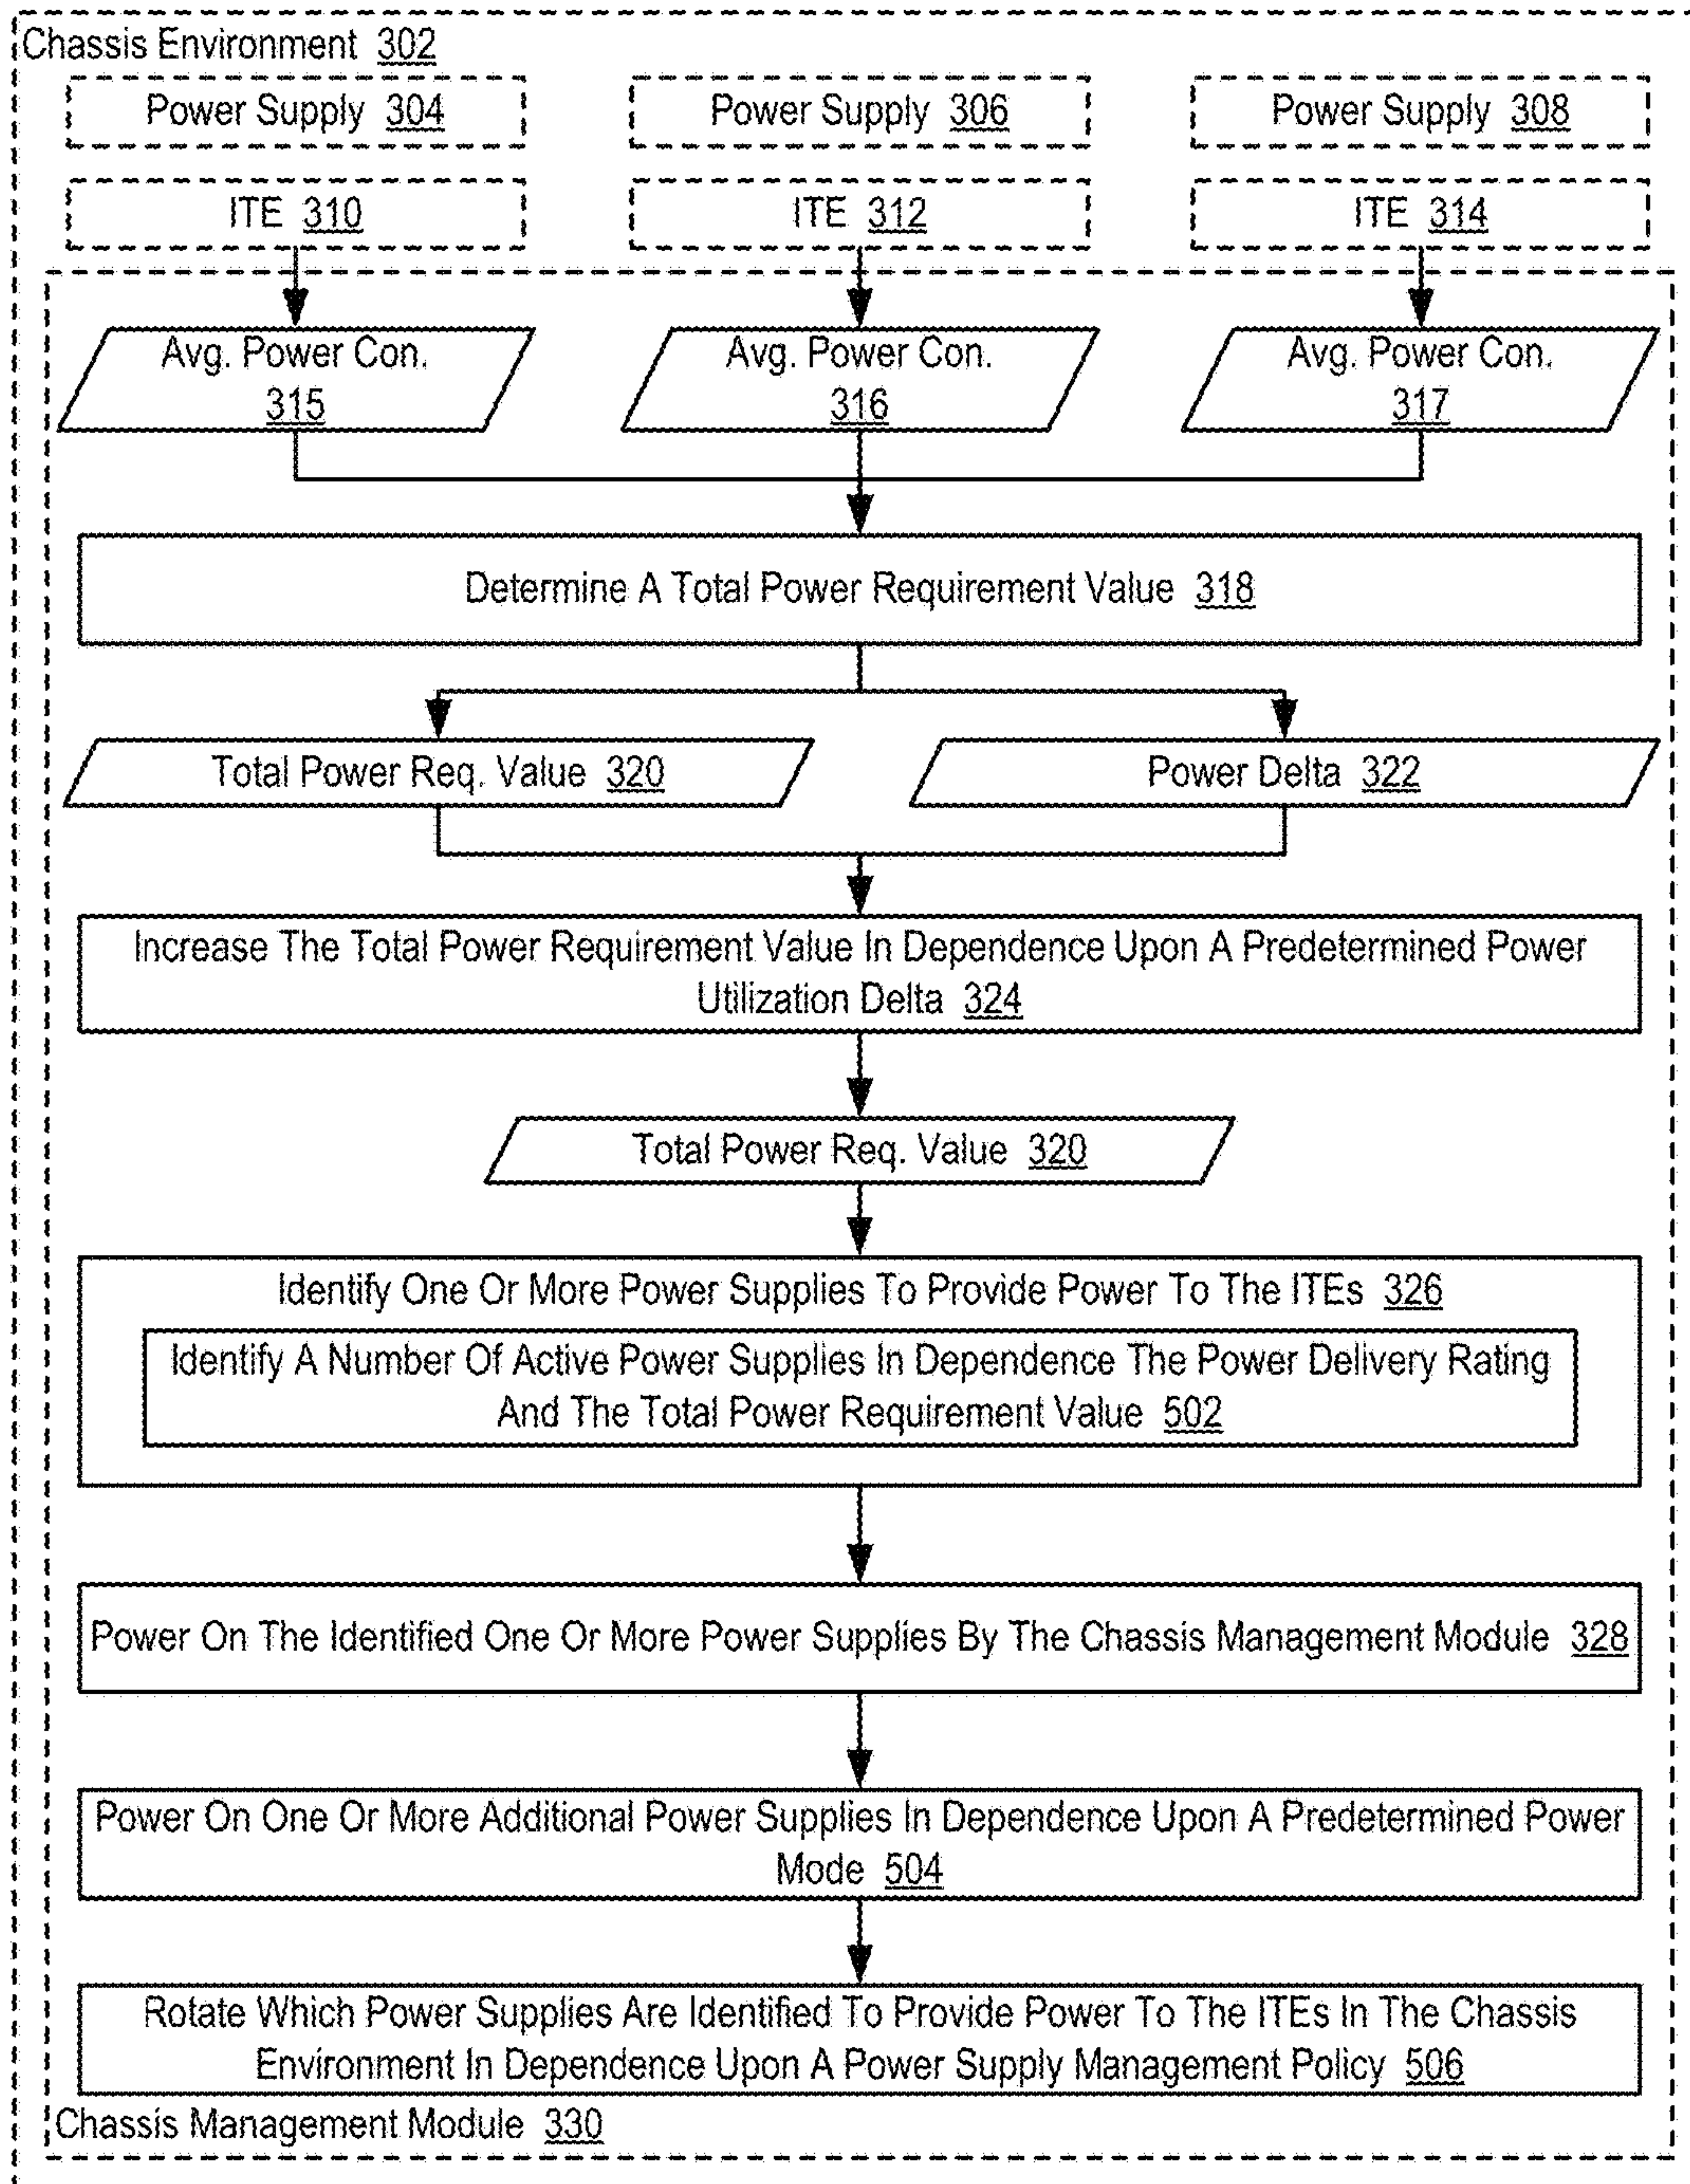 Chassis Environment 302
Power Supply 304
Power Supply 306
Power Supply 308
ITE 310
ITE 312
ITE 314
Avg. Power Con.
315
Avg. Power Con.
316
Avg. Power Con.
317
Determine A Total Power Requirement Value 318
Total Power Req. Value 320
Power Delta 322
Increase The Total Power Requirement Value In Dependence Upon A Predetermined Power
Utilization Delta 324
Total Power Req. Value 320
Identify One Or More Power Supplies To Provide Power To The ITEs 326
Identify A Number Of Active Power Supplies In Dependence The Power Delivery Rating
And The Total Power Requirement Value 502
Power On The Identified One Or More Power Supplies By The Chassis Management Module 328
Power On One Or More Additional Power Supplies In Dependence Upon A Predetermined Power
Mode 504
Rotate Which Power Supplies Are Identified To Provide Power To The ITEs In The Chassis
Environment In Dependence Upon A Power Supply Management Policy 506
Chassis Management Module 330